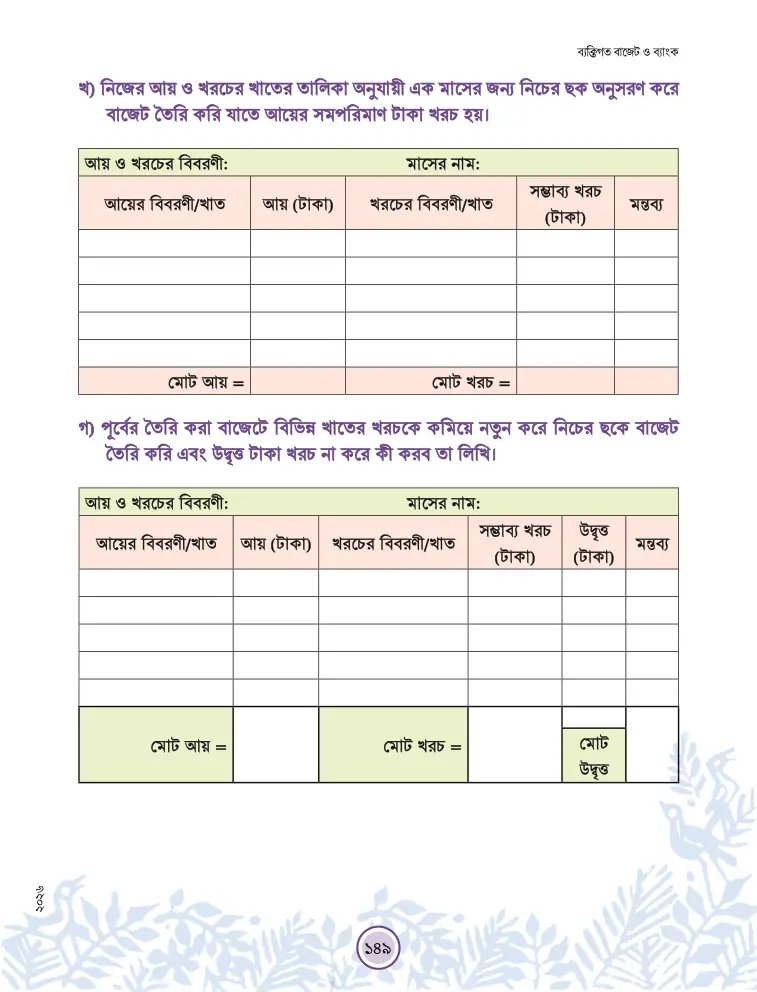 ব্যক্তিগত বাজেট ও ব্যাংক
খ) নিজের আয় ও খরচের খাতের তালিকা অনুযায়ী এক মাসের জন্য নিচের ছক অনুসরণ করে
বাজেট তৈরি করি যাতে আয়ের সমপরিমাণ টাকা খরচ হয়।
আয় ও খরচের বিবরণী: মাসের নাম:
আয়ের বিবরণী/খাত আয় (টাকা) খরচের বিবরণী/খাত সম্ভাব্য খরচ (টাকা) মন্তব্য
মোট আয় = মোট খরচ =
গ) পূর্বের তৈরি করা বাজেটে বিভিন্ন খাতের খরচকে কমিয়ে নতুন করে নিচের ছকে বাজেট
তৈরি করি এবং উদ্বৃত্ত টাকা খরচ না করে কী করব তা লিখি।
আয় ও খরচের বিবরণী: মাসের নাম:
আয়ের বিবরণী/খাত আয় (টাকা) খরচের বিবরণী/খাত সম্ভাব্য খরচ (টাকা) উদ্বৃত্ত (টাকা) মন্তব্য
মোট আয় = মোট খরচ = মোট উদ্বৃত্ত
২০২৬
১৪৯